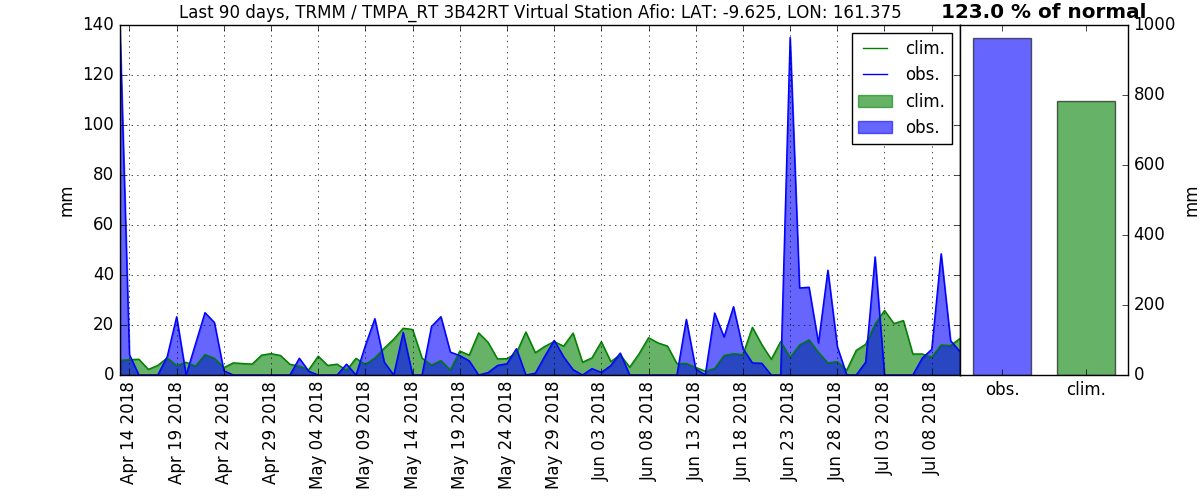 Last 90 days, TRMM / TMPA_RT 3B42RT Virtual Station Afio: LAT: -9.625, LON: 161.375
123.0 % of normal
140
120
100
80
60
40
20
0
mm
clim.
obs.
clim.
obs.
Apr 14 2018
Apr 19 2018
Apr 24 2018
Apr 29 2018
May 04 2018
May 09 2018
May 14 2018
May 19 2018
May 24 2018
May 29 2018
Jun 03 2018
Jun 08 2018
Jun 13 2018
Jun 18 2018
Jun 23 2018
Jun 28 2018
Jul 03 2018
Jul 08 2018
1000
800
600
400
200
0
mm
obs.
clim.